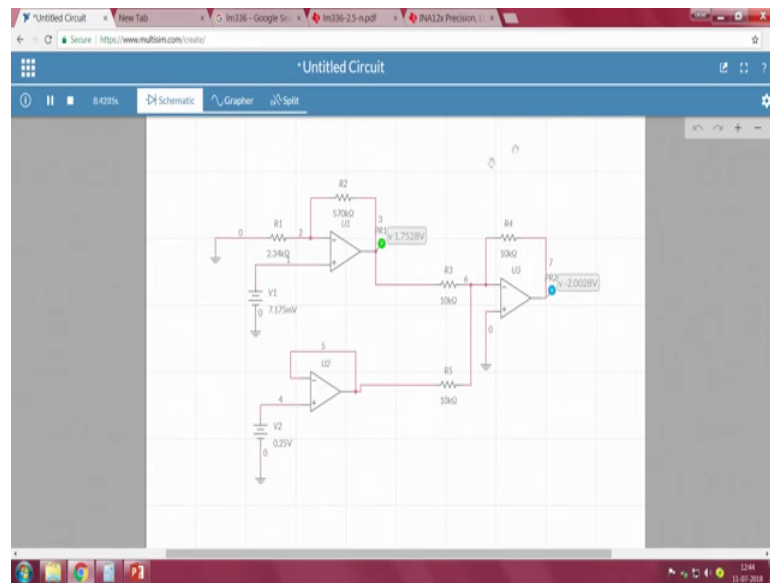 *Untitled Circuit
New Tab
lm336 - Google Se
lm336-2.5-n.pdf
INA12x Precision, L
Secure | https://www.multisim.com/create/
*Untitled Circuit
?
8.4295s
Schematic
Grapher
Split
R2
570kΩ
U1
3
PR1
v 1.7528V
0
R1
2
2.34kΩ
1
V1
7.175mV
0
R4
10kΩ
U3
7
PR2
v -2.0028V
R3
6
10kΩ
0
5
U2
R5
10kΩ
4
V2
0.25V
0
12:44
11-07-2018